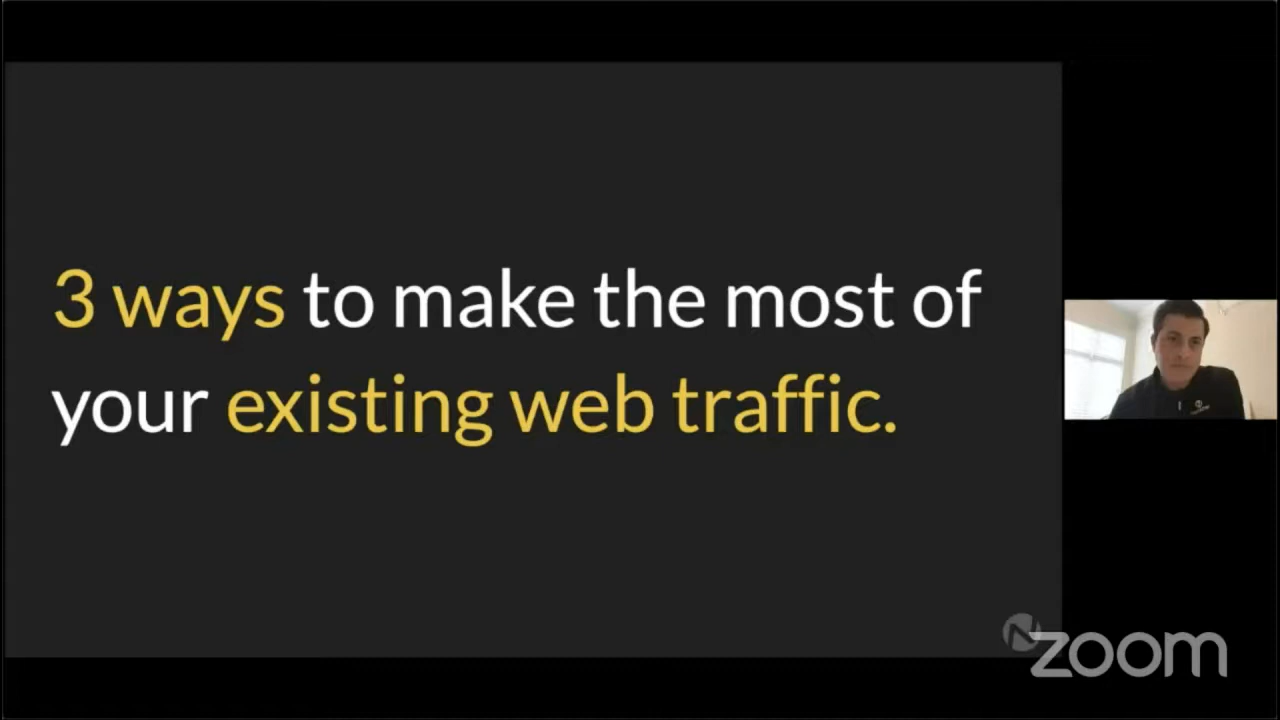 3 ways to make the most of
your existing web traffic.
zoom